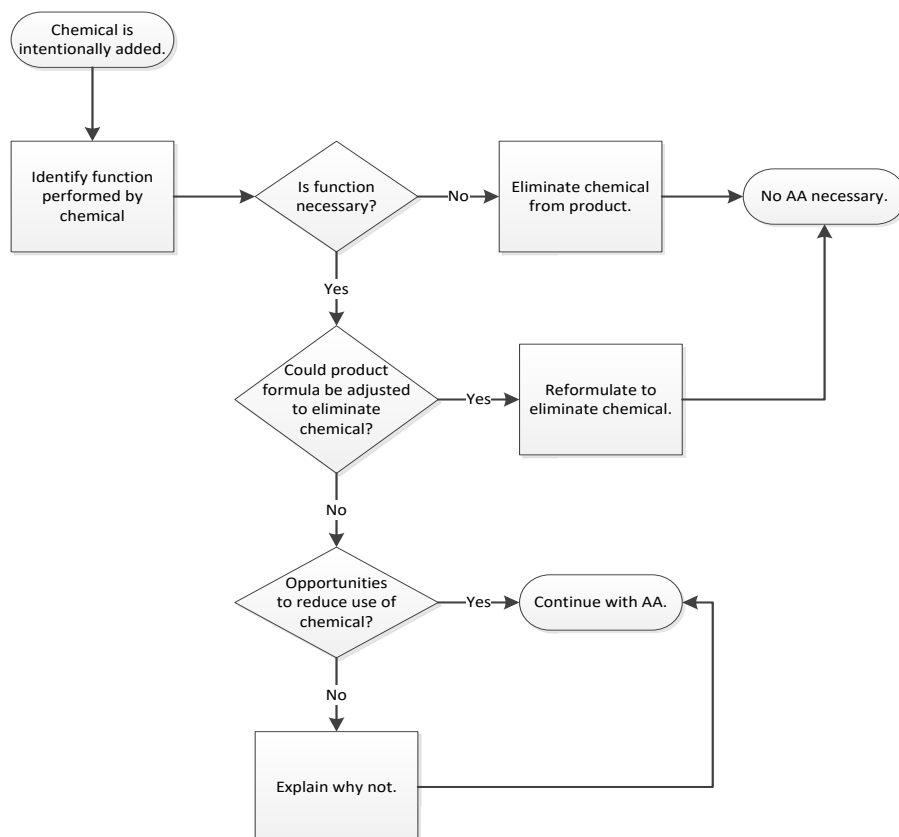 Chemical is
intentionally added.
Identify function
performed by
chemical
Is function
necessary?
No
Eliminate chemical
from product.
No AA necessary.
Yes
Could product
formula be adjusted
to eliminate
chemical?
Yes
Reformulate to
eliminate chemical.
No
Opportunities
to reduce use of
chemical?
Yes
Continue with AA.
No
Explain why not.